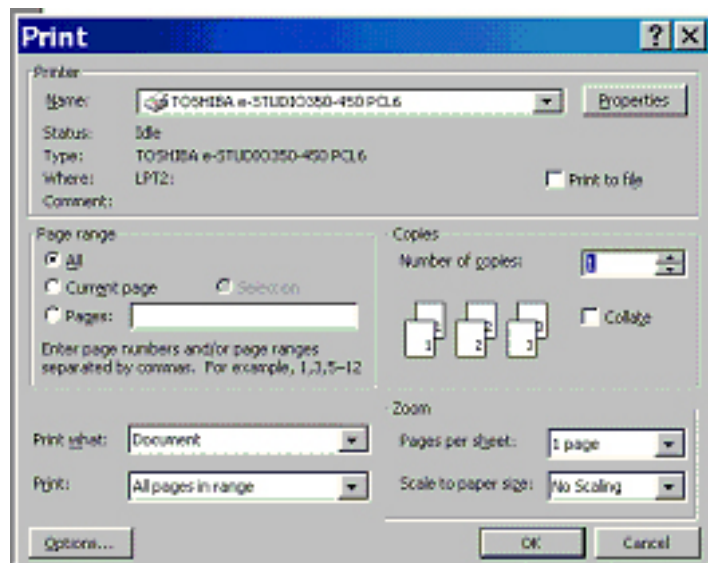 Print
Printer
Name: TOSHIBA e-STUDIO350-450 PCL6 Properties
Status: Idle
Type: TOSHIBA e-STUDIO350-450 PCL6
Where: LPT2: Print to file
Comment:
Page range
All
Current page Selection
Pages:
Enter page numbers and/or page ranges
separated by commas. For example, 1,3,5-12
Copies
Number of copies: 1
1 2 3
Collate
Print what: Document
Print: All pages in range
Zoom
Pages per sheet: 1 page
Scale to paper size: No Scaling
Options... OK Cancel